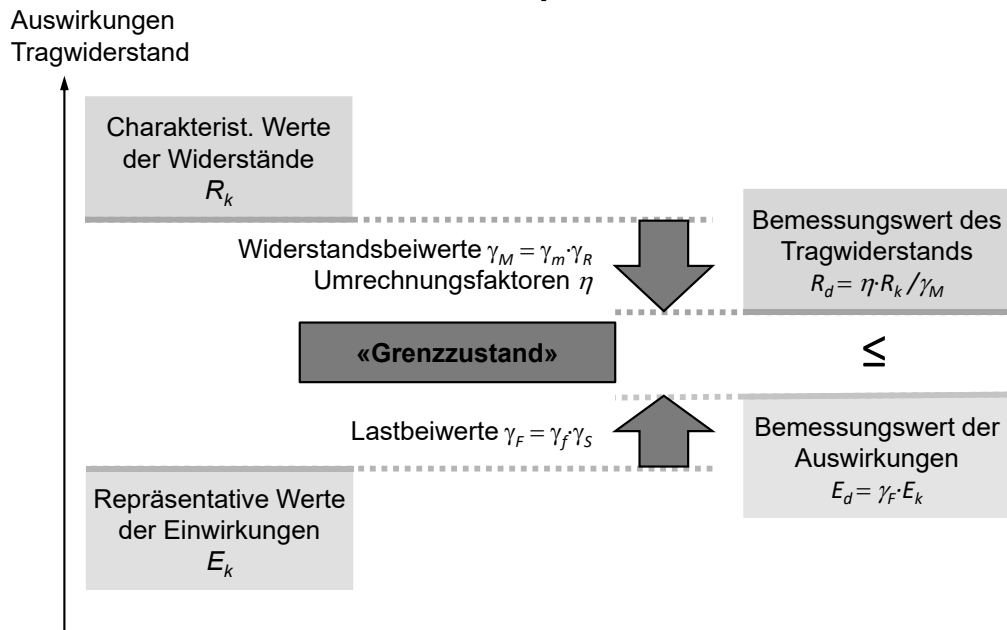 Auswirkungen
Tragwiderstand
Charakterist. Werte
der Widerstände
R_k
Widerstandsbeiwerte γ_M = γ_m·γ_R
Umrechnungsfaktoren η
Bemessungswert des
Tragwiderstands
R_d = η·R_k /γ_M
«Grenzzustand»
≤
Lastbeiwerte γ_F = γ_f·γ_S
Bemessungswert der
Auswirkungen
E_d = γ_F·E_k
Repräsentative Werte
der Einwirkungen
E_k